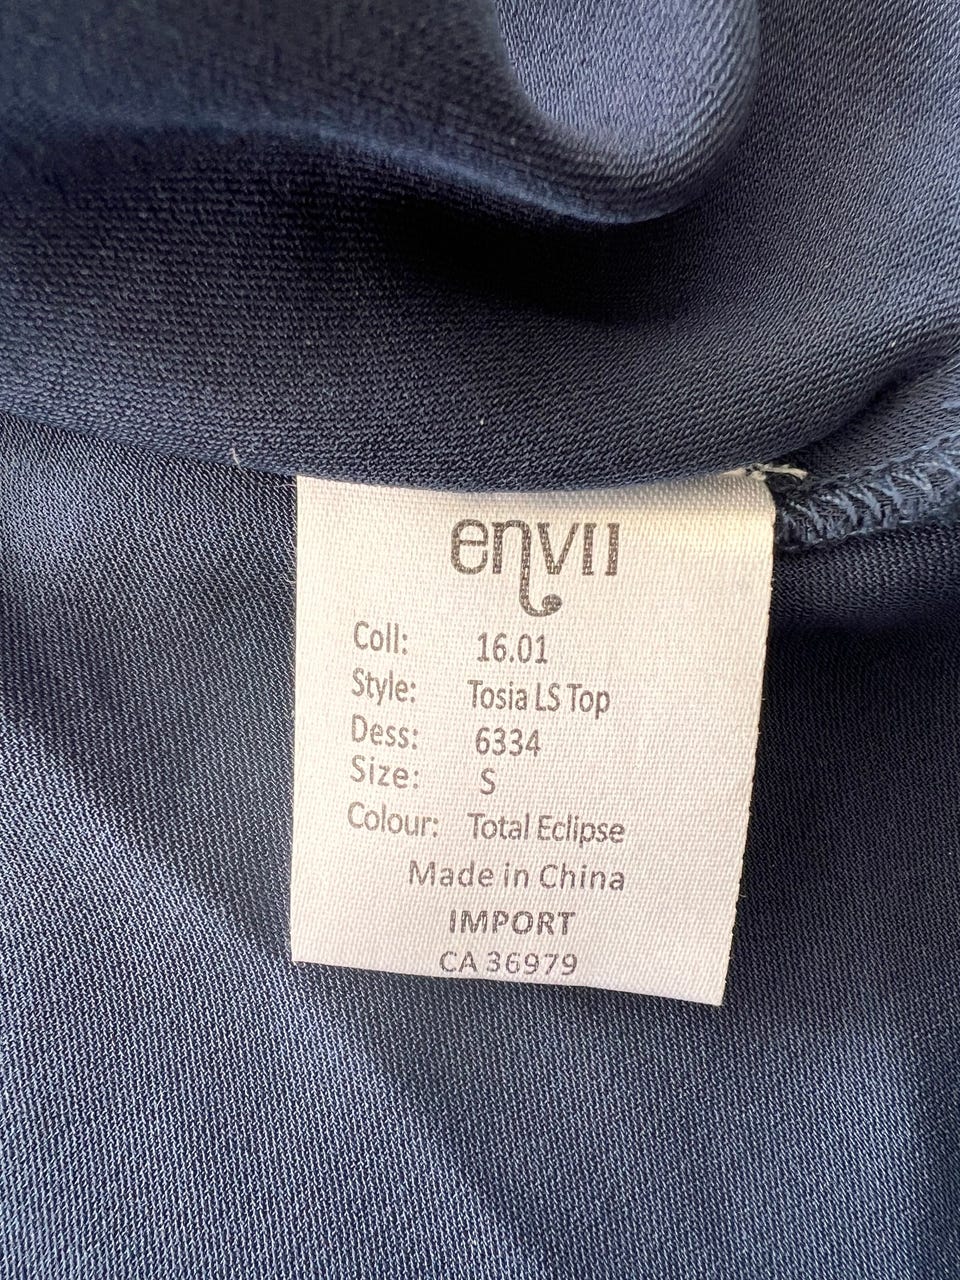 envii
Coll: 16.01
Style: Tosia LS Top
Dess: 6334
Size: S
Colour: Total Eclipse
Made in China
IMPORT
CA 36979